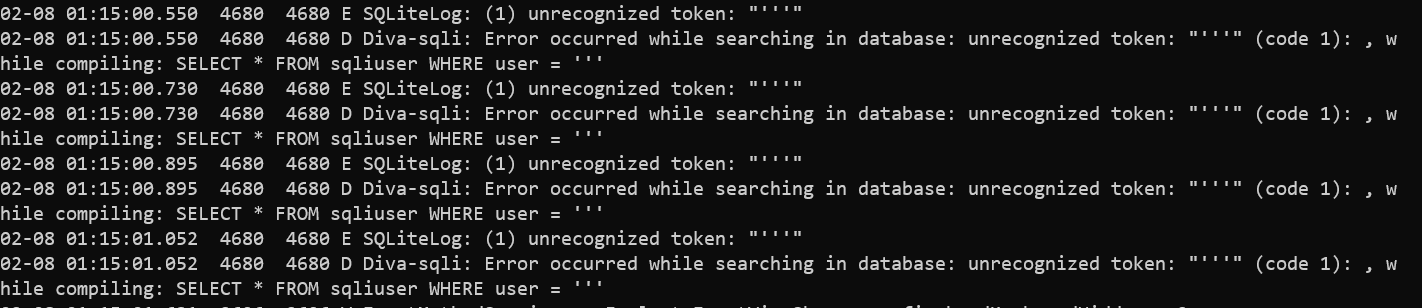 02-08 01:15:00.550  4680  4680 E SQLiteLog: (1) unrecognized token: "'''"
02-08 01:15:00.550  4680  4680 D Diva-sqli: Error occurred while searching in database: unrecognized token: "'''" (code 1): , w
hile compiling: SELECT * FROM sqliuser WHERE user = '''
02-08 01:15:00.730  4680  4680 E SQLiteLog: (1) unrecognized token: "'''"
02-08 01:15:00.730  4680  4680 D Diva-sqli: Error occurred while searching in database: unrecognized token: "'''" (code 1): , w
hile compiling: SELECT * FROM sqliuser WHERE user = '''
02-08 01:15:00.895  4680  4680 E SQLiteLog: (1) unrecognized token: "'''"
02-08 01:15:00.895  4680  4680 D Diva-sqli: Error occurred while searching in database: unrecognized token: "'''" (code 1): , w
hile compiling: SELECT * FROM sqliuser WHERE user = '''
02-08 01:15:01.052  4680  4680 E SQLiteLog: (1) unrecognized token: "'''"
02-08 01:15:01.052  4680  4680 D Diva-sqli: Error occurred while searching in database: unrecognized token: "'''" (code 1): , w
hile compiling: SELECT * FROM sqliuser WHERE user = '''